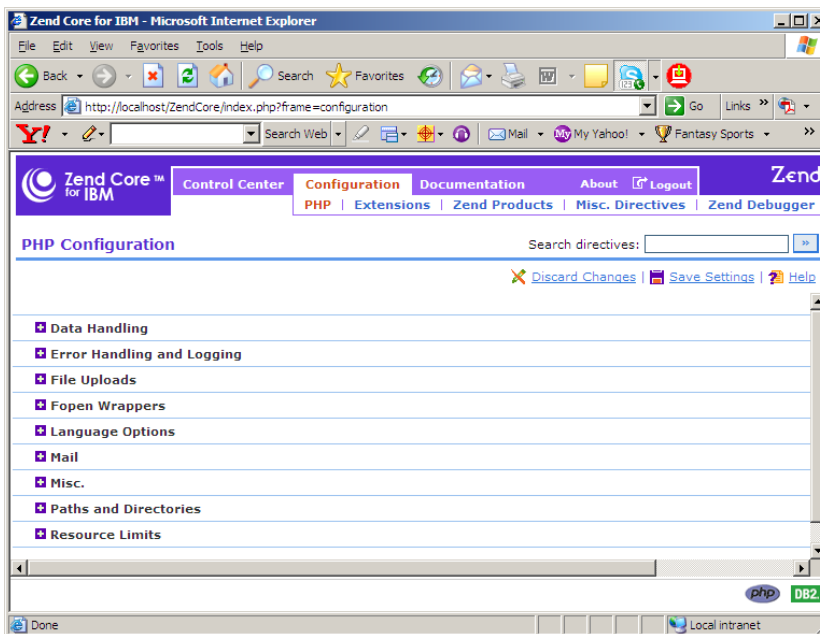 Zend Core for IBM - Microsoft Internet Explorer
File Edit View Favorites Tools Help
Back Search Favorites
Address http://localhost/ZendCore/index.php?frame=configuration Go Links »
Y! Search Web Mail My Yahoo! Fantasy Sports »
Zend Core ™ for IBM
Control Center Configuration Documentation About Logout Zend
PHP | Extensions | Zend Products | Misc. Directives | Zend Debugger
PHP Configuration Search directives: »
Discard Changes | Save Settings | Help
Data Handling
Error Handling and Logging
File Uploads
Fopen Wrappers
Language Options
Mail
Misc.
Paths and Directories
Resource Limits
php DB2.
Done Local intranet